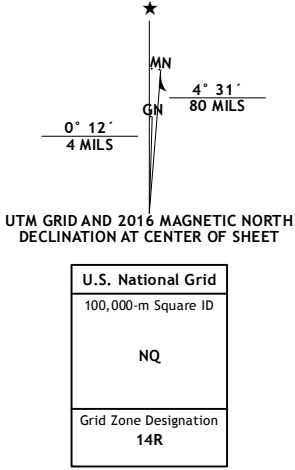 ★
MN
4° 31´
80 MILS
GN
0° 12´
4 MILS
UTM GRID AND 2016 MAGNETIC NORTH
DECLINATION AT CENTER OF SHEET
U.S. National Grid
100,000-m Square ID
NQ
Grid Zone Designation
14R